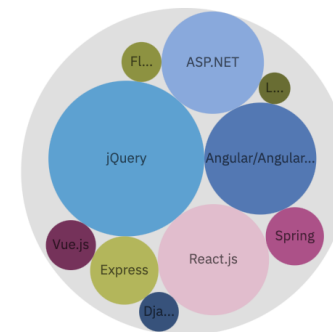 ASP.NET
Fl...
L...
jQuery
Angular/Angular...
Spring
Vue.js
React.js
Express
Dja...